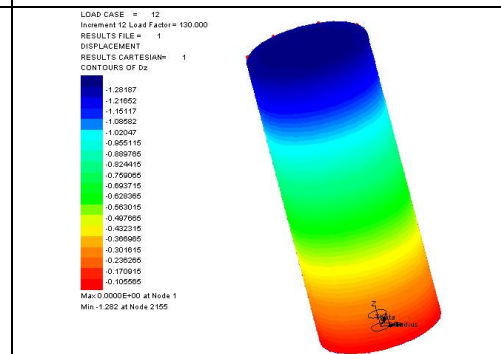 LOAD CASE = 12
Increment 12 Load Factor = 130.000
RESULTS FILE = 1
DISPLACEMENT
RESULTS CARTESIAN= 1
CONTOURS OF Dz
-1.28187
-1.21652
-1.15117
-1.08582
-1.02047
-0.955115
-0.889765
-0.824415
-0.759065
-0.693715
-0.628365
-0.563015
-0.497665
-0.432315
-0.366965
-0.301615
-0.236265
-0.170915
-0.105565
Max 0.0000E+00 at Node 1
Min -1.282 at Node 2155
Z